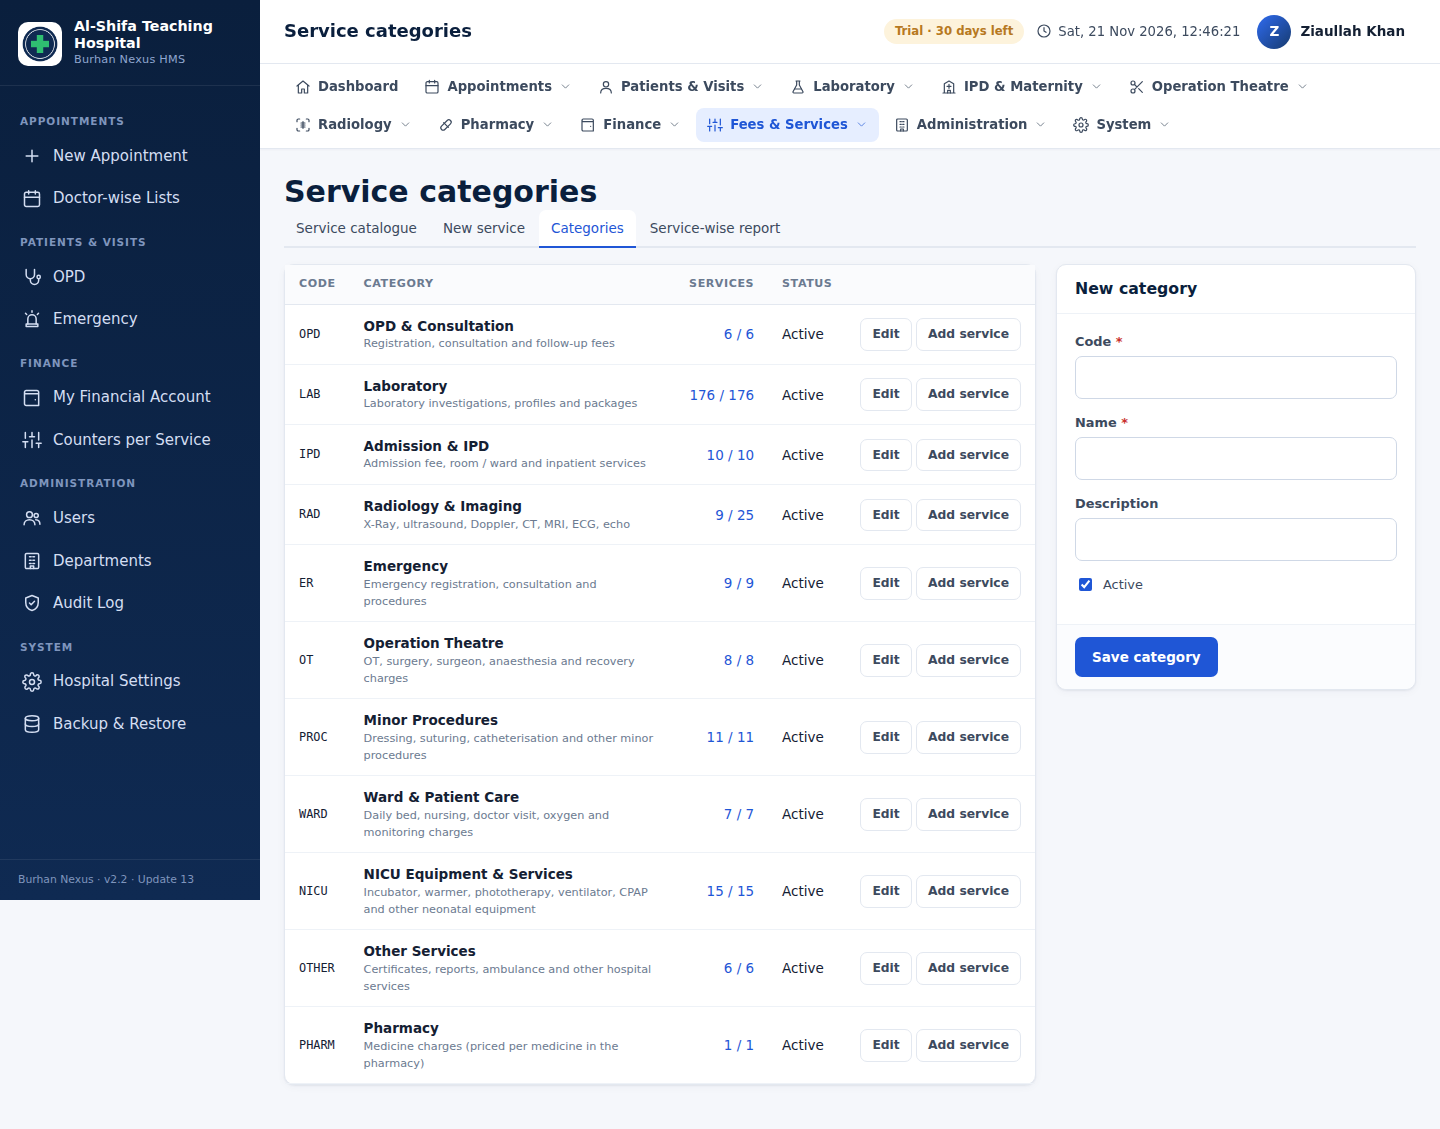 Al-Shifa Teaching
Hospital
Burhan Nexus HMS
APPOINTMENTS
New Appointment
Doctor-wise Lists
PATIENTS & VISITS
OPD
Emergency
FINANCE
My Financial Account
Counters per Service
ADMINISTRATION
Users
Departments
Audit Log
SYSTEM
Hospital Settings
Backup & Restore
Burhan Nexus · v2.2 · Update 13
Service categories
Trial · 30 days left
Sat, 21 Nov 2026, 12:46:21
Z
Ziaullah Khan
Dashboard Appointments Patients & Visits Laboratory IPD & Maternity Operation Theatre
Radiology Pharmacy Finance Fees & Services Administration System
Service categories
Service catalogue New service Categories Service-wise report
CODE CATEGORY SERVICES STATUS
OPD OPD & Consultation 6 / 6 Active Edit Add service
Registration, consultation and follow-up fees
LAB Laboratory 176 / 176 Active Edit Add service
Laboratory investigations, profiles and packages
IPD Admission & IPD 10 / 10 Active Edit Add service
Admission fee, room / ward and inpatient services
RAD Radiology & Imaging 9 / 25 Active Edit Add service
X-Ray, ultrasound, Doppler, CT, MRI, ECG, echo
ER Emergency 9 / 9 Active Edit Add service
Emergency registration, consultation and
procedures
OT Operation Theatre 8 / 8 Active Edit Add service
OT, surgery, surgeon, anaesthesia and recovery
charges
PROC Minor Procedures 11 / 11 Active Edit Add service
Dressing, suturing, catheterisation and other minor
procedures
WARD Ward & Patient Care 7 / 7 Active Edit Add service
Daily bed, nursing, doctor visit, oxygen and
monitoring charges
NICU NICU Equipment & Services 15 / 15 Active Edit Add service
Incubator, warmer, phototherapy, ventilator, CPAP
and other neonatal equipment
OTHER Other Services 6 / 6 Active Edit Add service
Certificates, reports, ambulance and other hospital
services
PHARM Pharmacy 1 / 1 Active Edit Add service
Medicine charges (priced per medicine in the
pharmacy)
New category
Code *
Name *
Description
Active
Save category